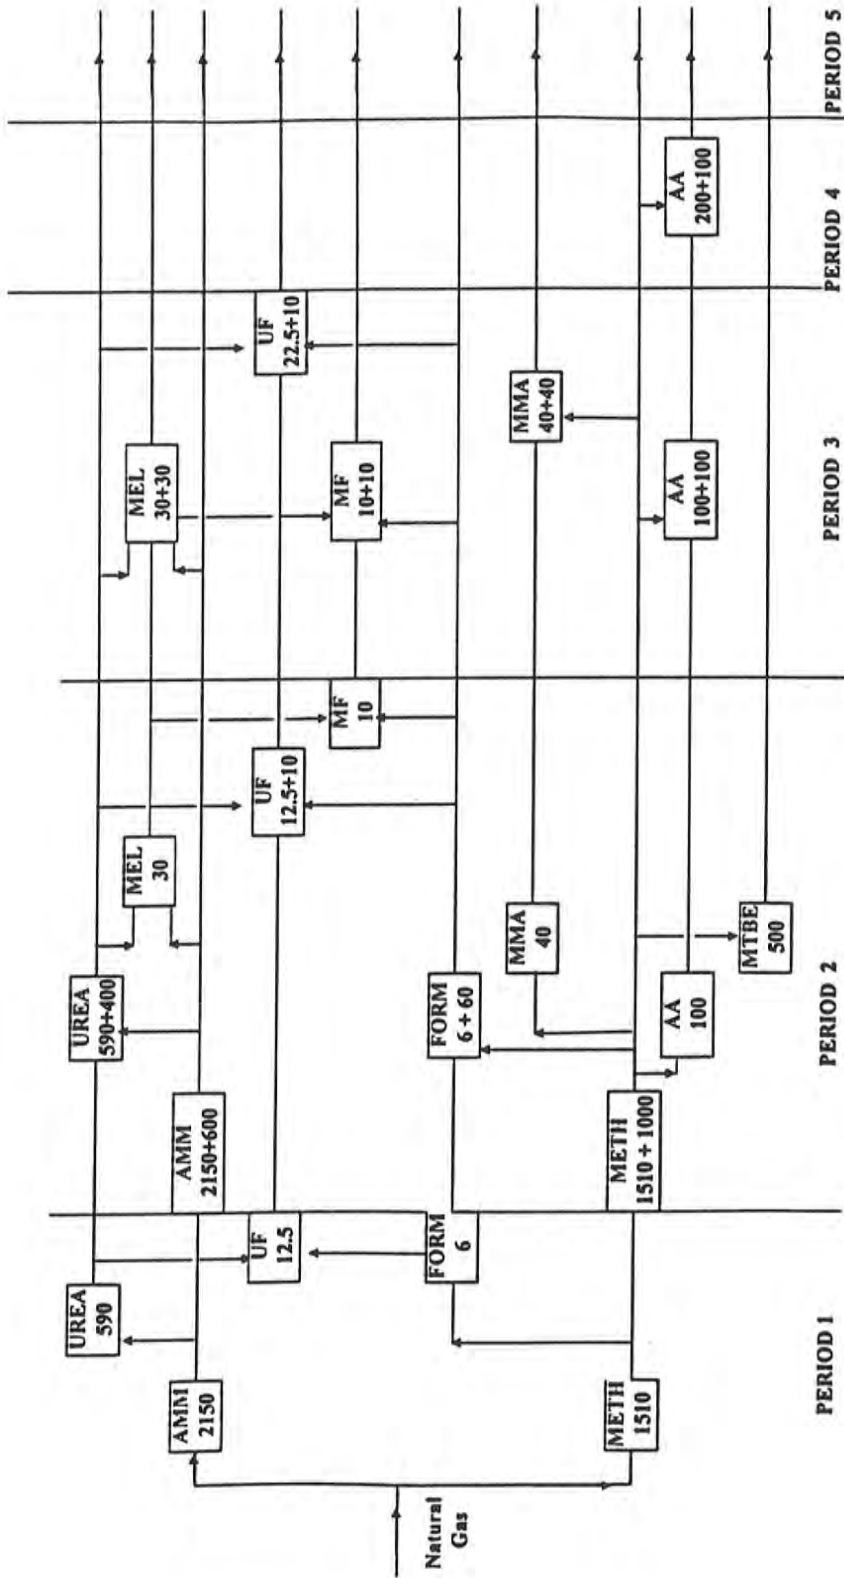 Natural
Gas
AMM
2150
METH
1510
UREA
590
UF
12.5
FORM
6
PERIOD 1
AMM
2150+600
METH
1510 + 1000
UREA
590+400
FORM
6 + 60
AA
100
MMA
40
MTBE
500
MEL
30
UF
12.5+10
MF
10
PERIOD 2
MEL
30+30
MF
10+10
AA
100+100
MMA
40+40
UF
22.5+10
PERIOD 3
AA
200+100
PERIOD 4
PERIOD 5